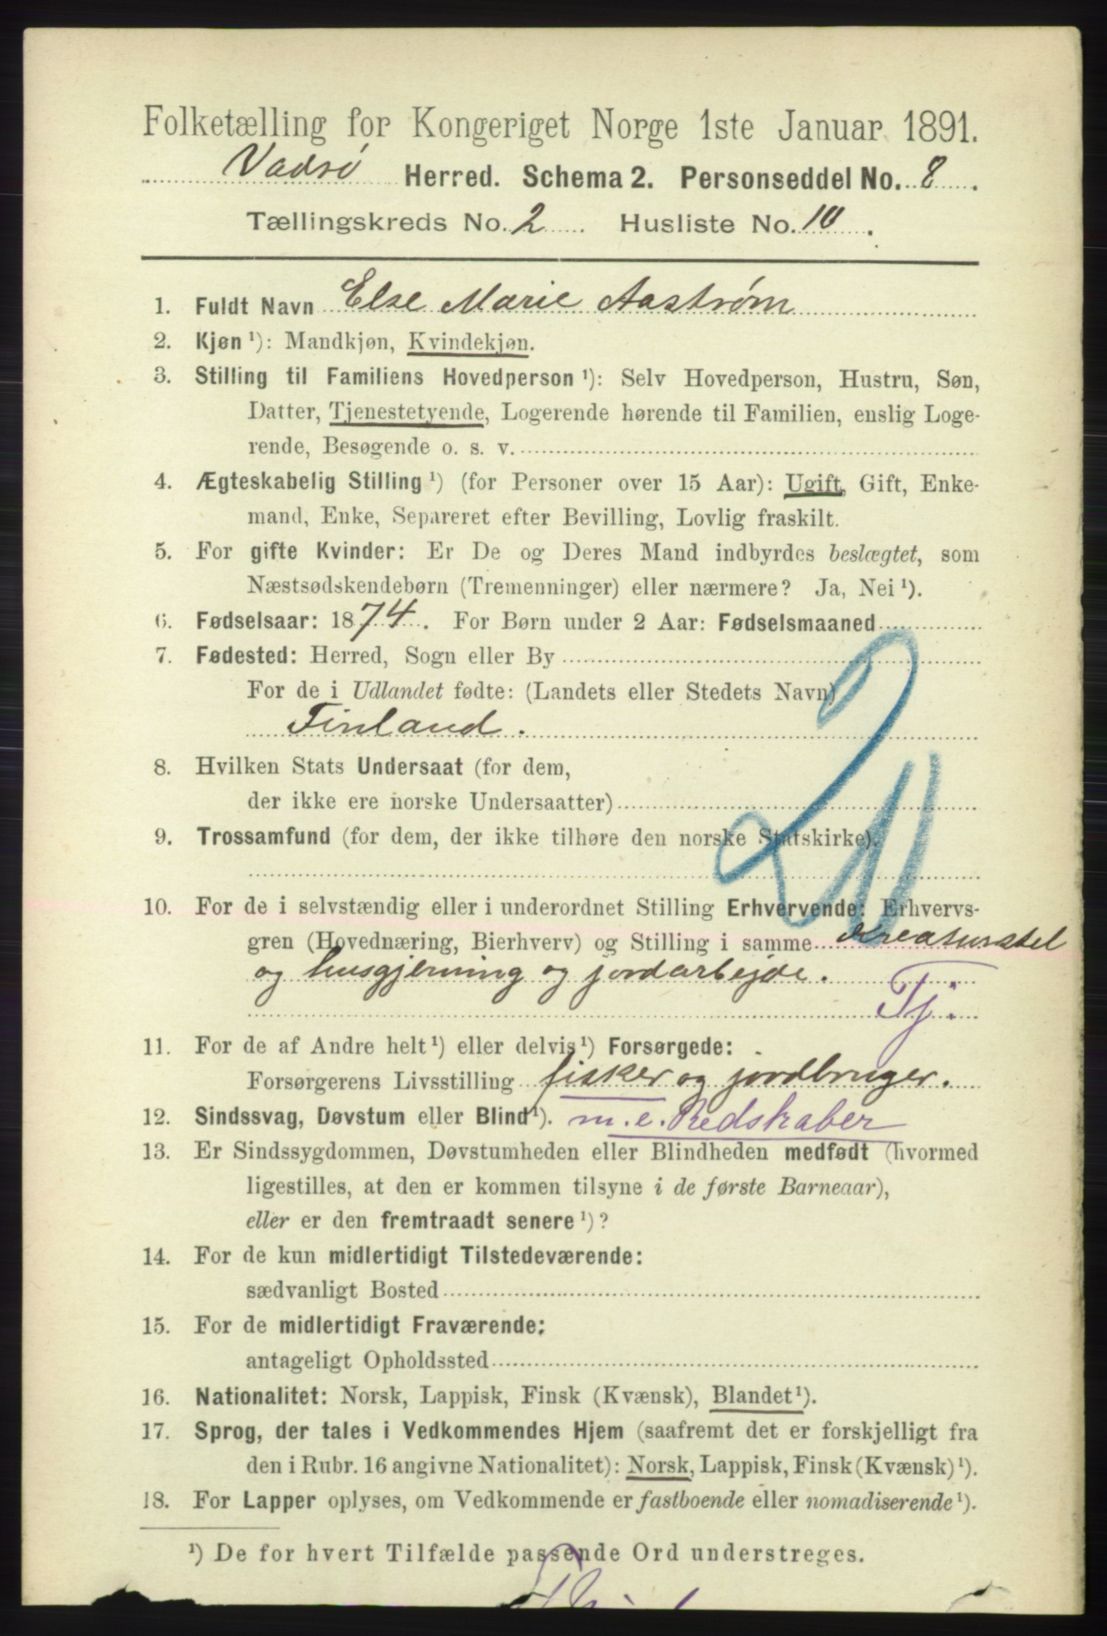 Folketælling for Kongeriget Norge 1ste Januar 1891.
Vadsø Herred. Schema 2. Personseddel No. 8.
Tællingskreds No. 2 Husliste No. 10.
1. Fuldt Navn Else Marie Aastrøm
2. Kjøn ¹): Mandkjøn, Kvindekjøn.
3. Stilling til Familiens Hovedperson ¹): Selv Hovedperson, Hustru, Søn,
Datter, Tjenestetyende, Logerende hørende til Familien, enslig Loge-
rende, Besøgende o. s. v.
4. Ægteskabelig Stilling ¹) (for Personer over 15 Aar): Ugift, Gift, Enke-
mand, Enke, Separeret efter Bevilling, Lovlig fraskilt.
5. For gifte Kvinder: Er De og Deres Mand indbyrdes beslægtet, som
Næstsødskendebørn (Tremenninger) eller nærmere? Ja, Nei ¹).
6. Fødselsaar: 1874. For Børn under 2 Aar: Fødselsmaaned
7. Fødested: Herred, Sogn eller By
For de i Udlandet fødte: (Landets eller Stedets Navn)
Finland.
8. Hvilken Stats Undersaat (for dem,
der ikke ere norske Undersaatter)
9. Trossamfund (for dem, der ikke tilhøre den norske Statskirke).
10. For de i selvstændig eller i underordnet Stilling Erhvervende: Erhvervs-
gren (Hovednæring, Bierhverv) og Stilling i samme Kreaturstel
og husgjerning og jordarbejde.
Tj.
11. For de af Andre helt ¹) eller delvis ¹) Forsørgede:
Forsørgerens Livsstilling fisker og jordbruger.
12. Sindssvag, Døvstum eller Blind ¹). m. e. Redskaber
13. Er Sindssygdommen, Døvstumheden eller Blindheden medfødt (hvormed
ligestilles, at den er kommen tilsyne i de første Barneaar),
eller er den fremtraadt senere ¹)?
14. For de kun midlertidigt Tilstedeværende:
sædvanligt Bosted
15. For de midlertidigt Fraværende:
antageligt Opholdssted
16. Nationalitet: Norsk, Lappisk, Finsk (Kvænsk), Blandet ¹).
17. Sprog, der tales i Vedkommendes Hjem (saafremt det er forskjelligt fra
den i Rubr. 16 angivne Nationalitet): Norsk, Lappisk, Finsk (Kvænsk) ¹).
18. For Lapper oplyses, om Vedkommende er fastboende eller nomadiserende ¹).
¹) De for hvert Tilfælde passende Ord understreges.